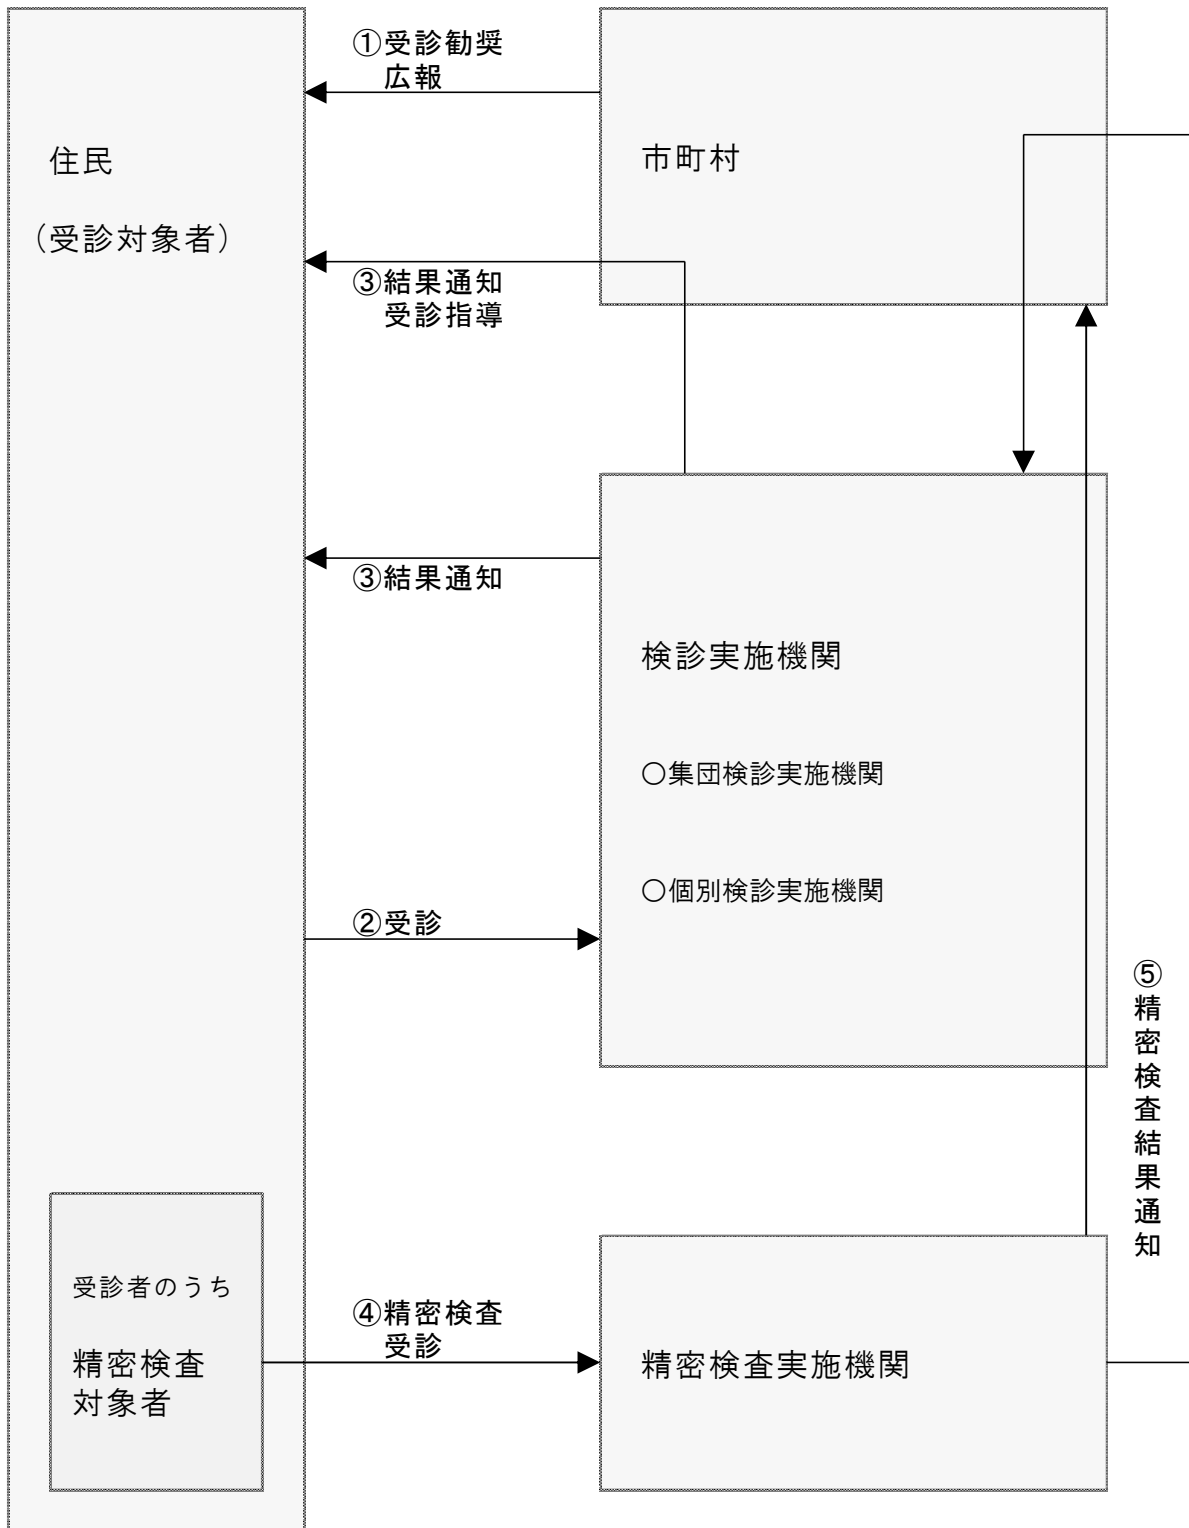 ①受診勧奨
広報
住民
（受診対象者）
市町村
③結果通知
受診指導
③結果通知
検診実施機関
○集団検診実施機関
○個別検診実施機関
②受診
⑤精密検査結果通知
受診者のうち
精密検査
対象者
④精密検査
受診
精密検査実施機関